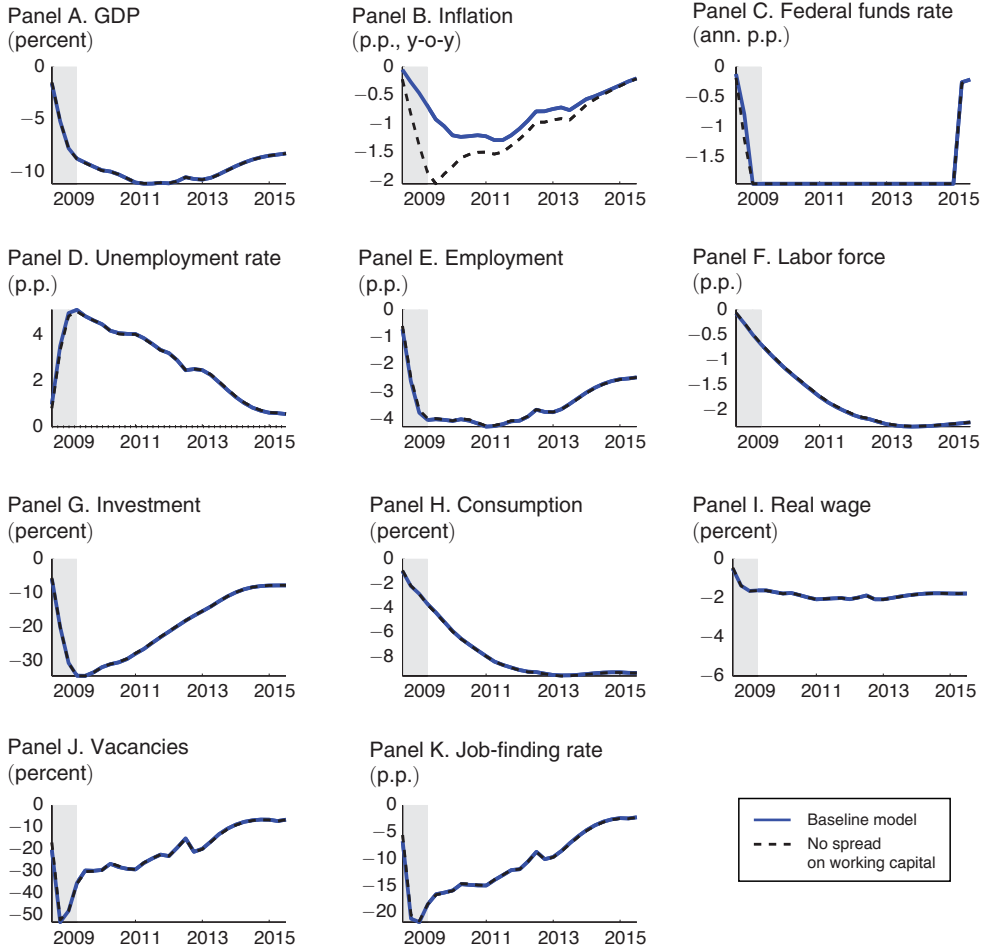 Panel A. GDP
(percent)
0
−5
−10
2009 2011 2013 2015
Panel B. Inflation
(p.p., y-o-y)
0
−0.5
−1
−1.5
−2
2009 2011 2013 2015
Panel C. Federal funds rate
(ann. p.p.)
0
−0.5
−1
−1.5
2009 2011 2013 2015
Panel D. Unemployment rate
(p.p.)
4
2
0
2009 2011 2013 2015
Panel E. Employment
(p.p.)
0
−1
−2
−3
−4
2009 2011 2013 2015
Panel F. Labor force
(p.p.)
0
−0.5
−1
−1.5
−2
2009 2011 2013 2015
Panel G. Investment
(percent)
0
−10
−20
−30
2009 2011 2013 2015
Panel H. Consumption
(percent)
0
−2
−4
−6
−8
2009 2011 2013 2015
Panel I. Real wage
(percent)
0
−2
−4
−6
2009 2011 2013 2015
Panel J. Vacancies
(percent)
0
−10
−20
−30
−40
−50
2009 2011 2013 2015
Panel K. Job-finding rate
(p.p.)
0
−5
−10
−15
−20
2009 2011 2013 2015
Baseline model
No spread
on working capital